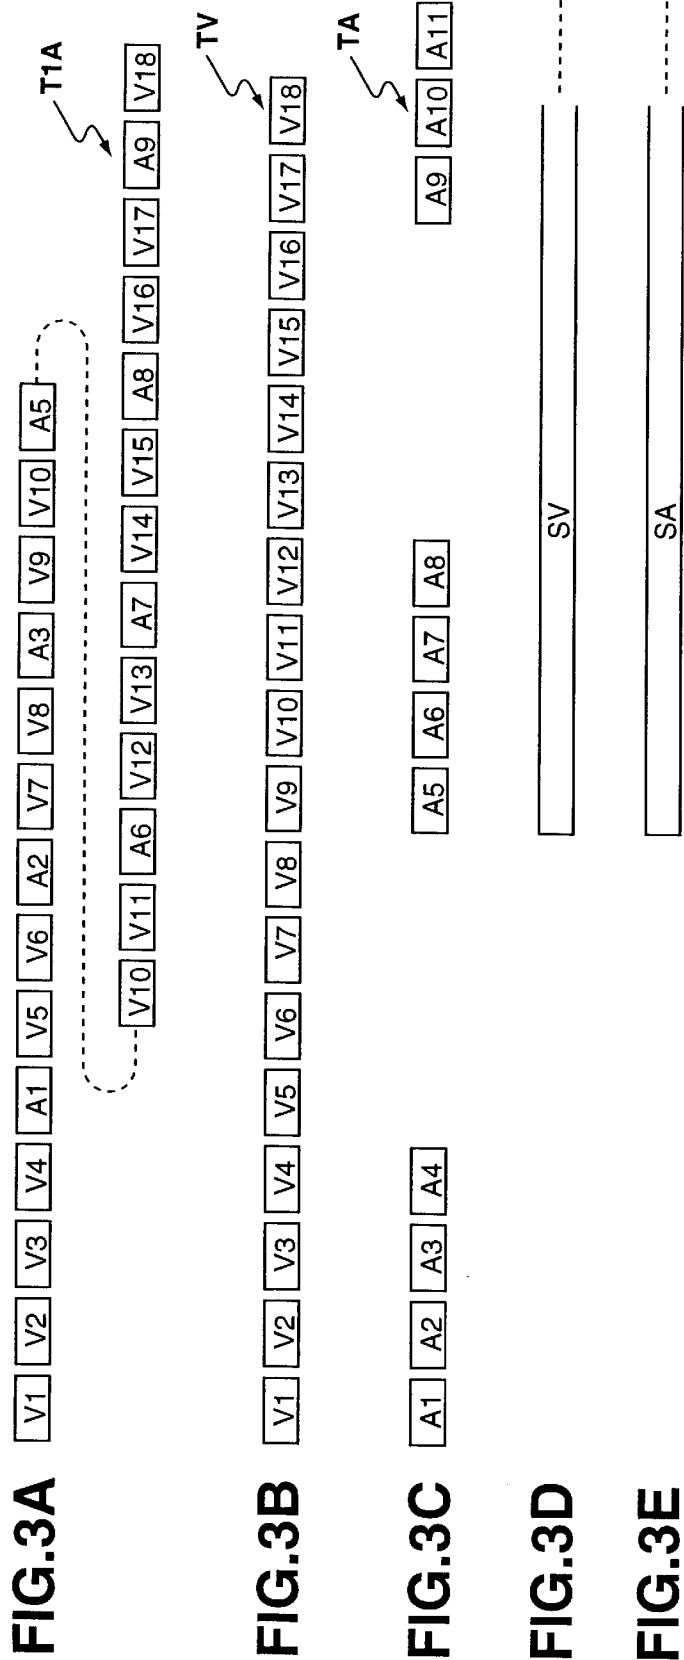 FIG.3A
V1 V2 V3 V4 A1 V5 V6 A2 V7 V8 A3 V9 V10 A5
T1A
V10 V11 A6 V12 V13 A7 V14 V15 A8 V16 V17 A9 V18
FIG.3B
TV
V1 V2 V3 V4 V5 V6 V7 V8 V9 V10 V11 V12 V13 V14 V15 V16 V17 V18
FIG.3C
TA
A1 A2 A3 A4 A5 A6 A7 A8 A9 A10 A11
FIG.3D
SV
FIG.3E
SA